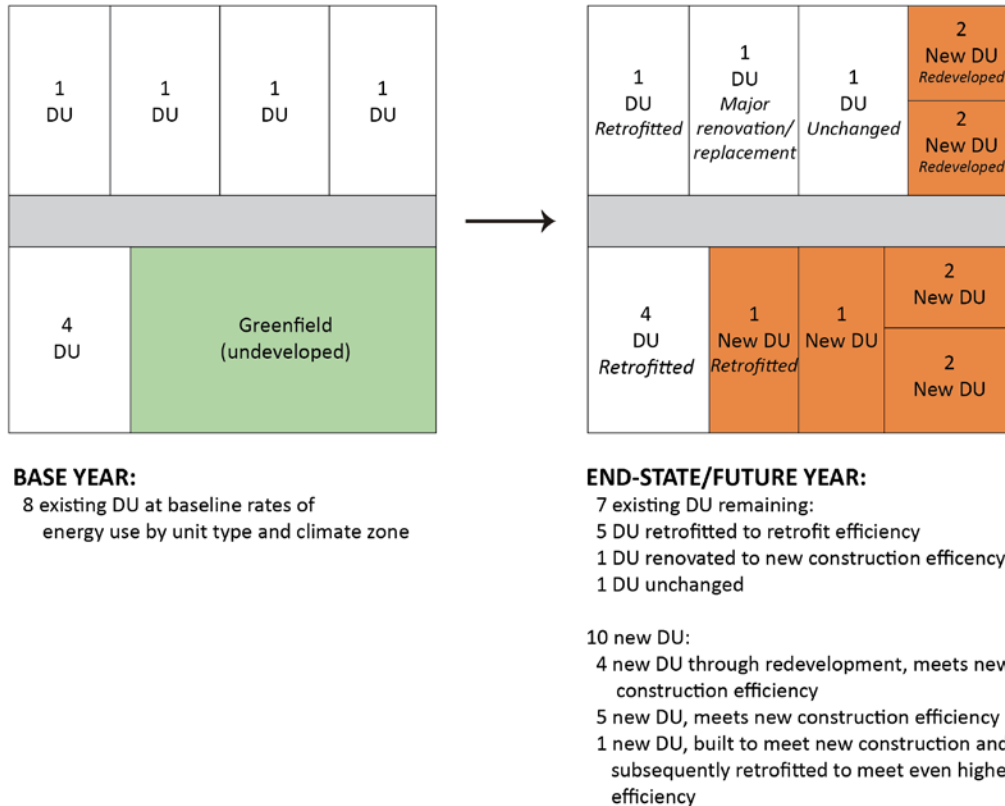 1
DU
1
DU
1
DU
1
DU
4
DU
Greenfield
(undeveloped)
1
DU
Retrofitted
1
DU
Major
renovation/
replacement
1
DU
Unchanged
2
New DU
Redeveloped
2
New DU
Redeveloped
4
DU
Retrofitted
1
New DU
Retrofitted
1
New DU
2
New DU
2
New DU
BASE YEAR:
8 existing DU at baseline rates of
energy use by unit type and climate zone
END-STATE/FUTURE YEAR:
7 existing DU remaining:
5 DU retrofitted to retrofit efficiency
1 DU renovated to new construction efficency
1 DU unchanged
10 new DU:
4 new DU through redevelopment, meets new
construction efficiency
5 new DU, meets new construction efficiency
1 new DU, built to meet new construction and
subsequently retrofitted to meet even highe
efficiency